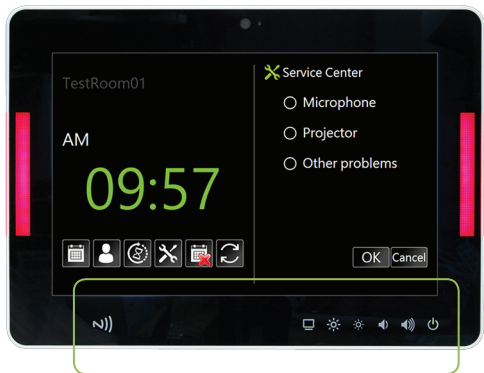 TestRoom01
AM
09:57
Service Center
Microphone
Projector
Other problems
OK
Cancel